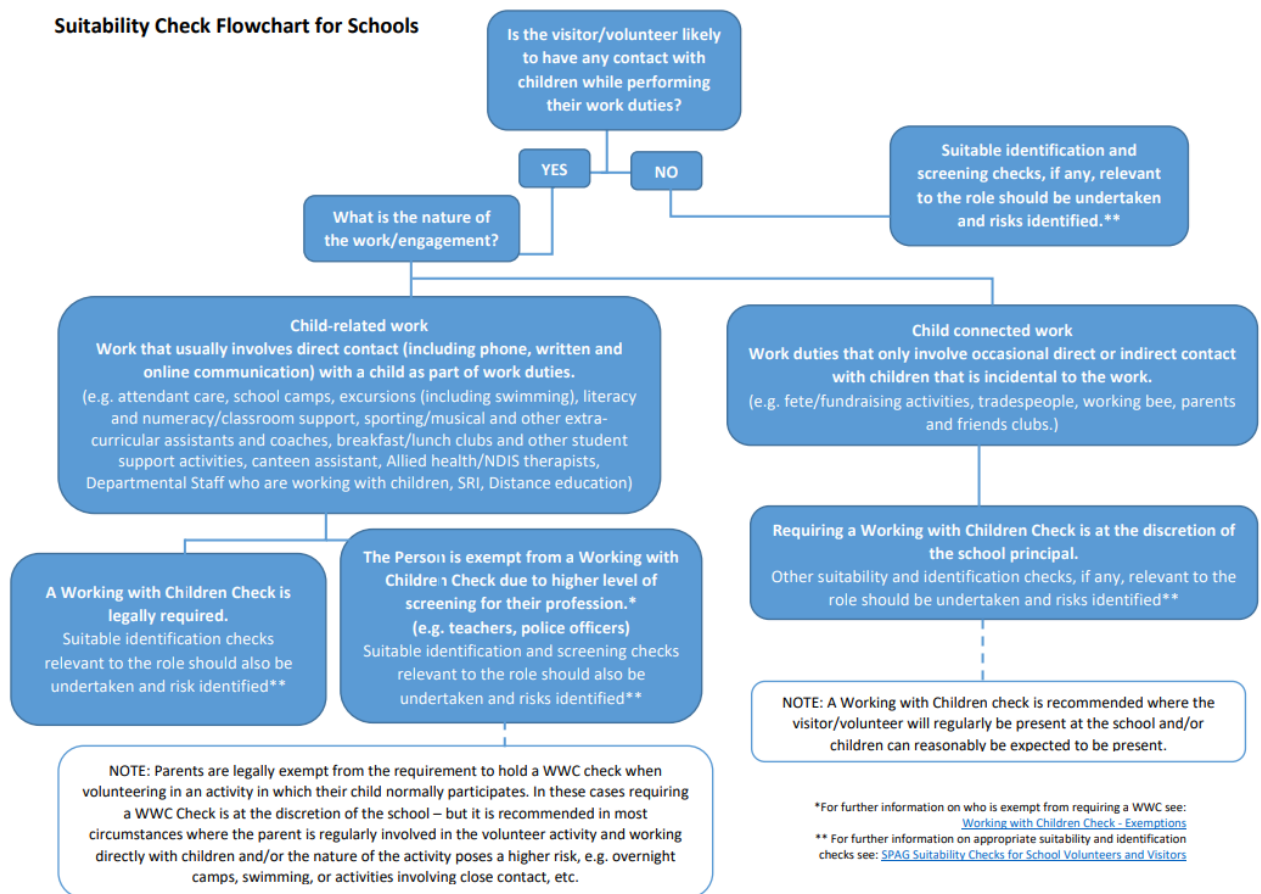 Suitability Check Flowchart for Schools
Is the visitor/volunteer likely
to have any contact with
children while performing
their work duties?
YES
NO
Suitable identification and
screening checks, if any, relevant
to the role should be undertaken
and risks identified.**
What is the nature of
the work/engagement?
Child-related work
Work that usually involves direct contact (including phone, written and
online communication) with a child as part of work duties.
(e.g. attendant care, school camps, excursions (including swimming), literacy
and numeracy/classroom support, sporting/musical and other extra-
curricular assistants and coaches, breakfast/lunch clubs and other student
support activities, canteen assistant, Allied health/NDIS therapists,
Departmental Staff who are working with children, SRI, Distance education)
Child connected work
Work duties that only involve occasional direct or indirect contact
with children that is incidental to the work.
(e.g. fete/fundraising activities, tradespeople, working bee, parents
and friends clubs.)
A Working with Children Check is
legally required.
Suitable identification checks
relevant to the role should also be
undertaken and risk identified**
The Person is exempt from a Working with
Children Check due to higher level of
screening for their profession.*
(e.g. teachers, police officers)
Suitable identification and screening checks
relevant to the role should also be
undertaken and risks identified**
Requiring a Working with Children Check is at the discretion of
the school principal.
Other suitability and identification checks, if any, relevant to the
role should be undertaken and risks identified**
NOTE: A Working with Children check is recommended where the
visitor/volunteer will regularly be present at the school and/or
children can reasonably be expected to be present.
NOTE: Parents are legally exempt from the requirement to hold a WWC check when
volunteering in an activity in which their child normally participates. In these cases requiring
a WWC Check is at the discretion of the school – but it is recommended in most
circumstances where the parent is regularly involved in the volunteer activity and working
directly with children and/or the nature of the activity poses a higher risk, e.g. overnight
camps, swimming, or activities involving close contact, etc.
*For further information on who is exempt from requiring a WWC see:
Working with Children Check - Exemptions
** For further information on appropriate suitability and identification
checks see: SPAG Suitability Checks for School Volunteers and Visitors